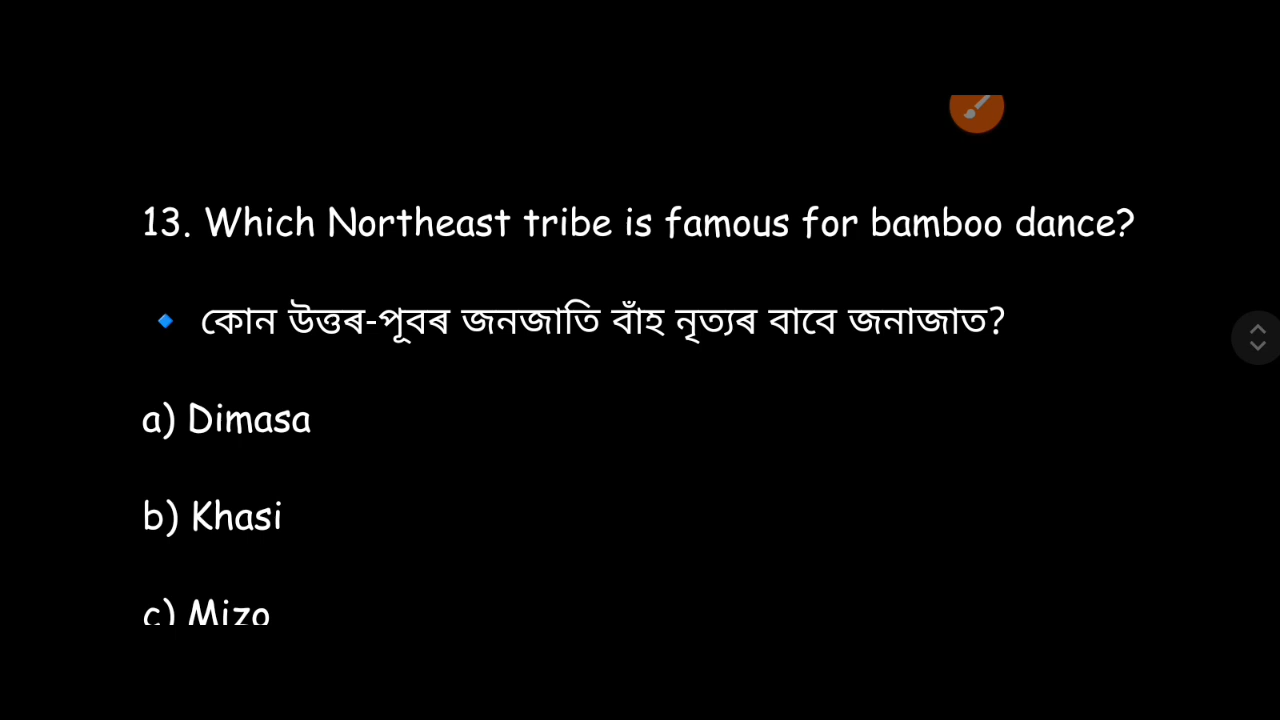 13. Which Northeast tribe is famous for bamboo dance?
🔹 কোন উত্তৰ-পূবৰ জনজাতি বাঁহ নৃত্যৰ বাবে জনাজাত?
a) Dimasa
b) Khasi
c) Mizo